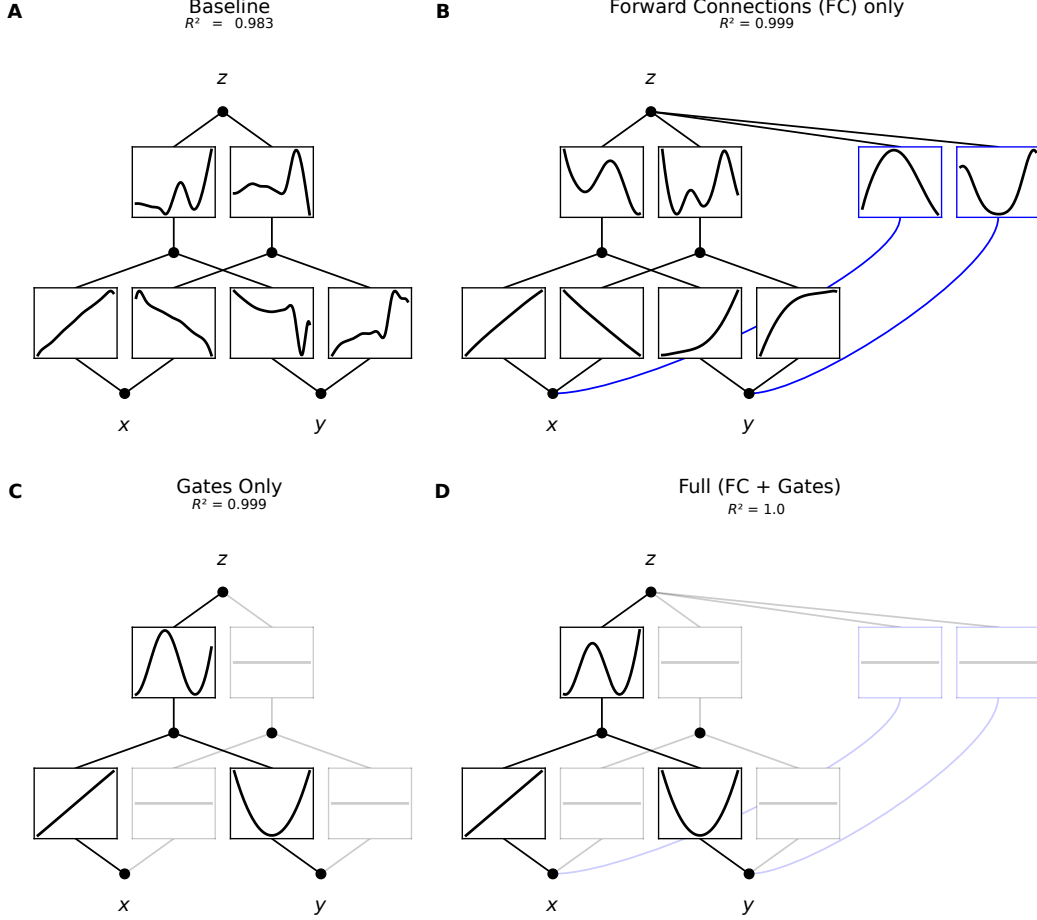 A
Baseline
R² = 0.983
z
x
y
B
Forward Connections (FC) only
R² = 0.999
z
x
y
C
Gates Only
R² = 0.999
z
x
y
D
Full (FC + Gates)
R² = 1.0
z
x
y